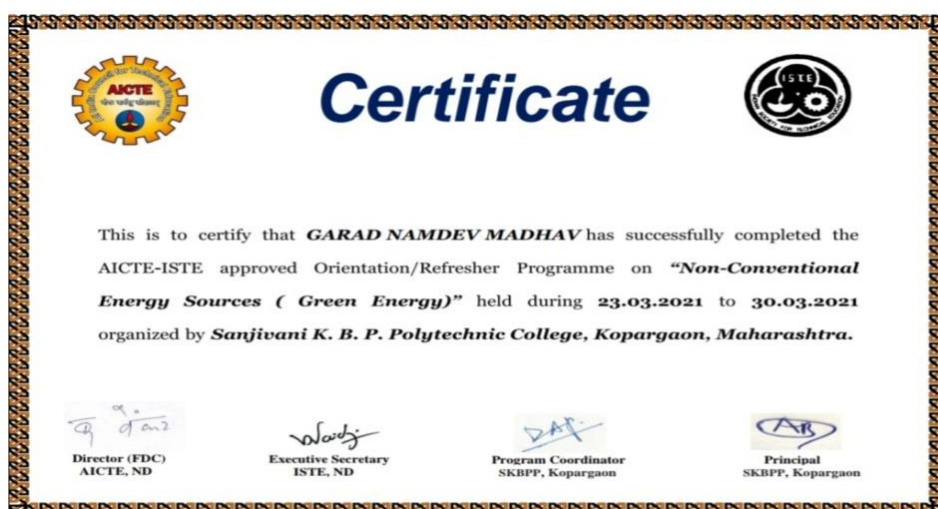 AICTE
Certificate
ISTE
This is to certify that GARAD NAMDEV MADHAV has successfully completed the
AICTE-ISTE approved Orientation/Refresher Programme on “Non-Conventional
Energy Sources ( Green Energy)” held during 23.03.2021 to 30.03.2021
organized by Sanjivani K. B. P. Polytechnic College, Kopargaon, Maharashtra.
Director (FDC)
AICTE, ND
Executive Secretary
ISTE, ND
Program Coordinator
SKBPP, Kopargaon
Principal
SKBPP, Kopargaon